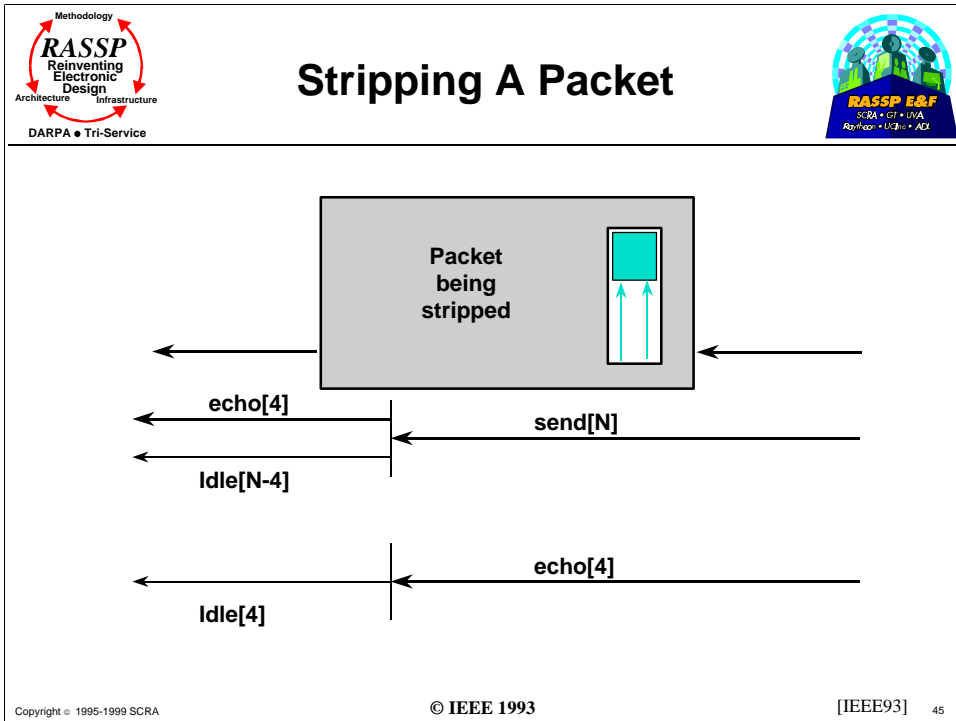 Methodology
RASSP
Reinventing
Electronic
Design
Architecture Infrastructure
DARPA ● Tri-Service
Stripping A Packet
RASSP E&F
SCRA • GT • UVA
Raytheon • UCinc • ADL
Packet
being
stripped
echo[4]
send[N]
Idle[N-4]
echo[4]
Idle[4]
Copyright © 1995-1999 SCRA
© IEEE 1993
[IEEE93]
45